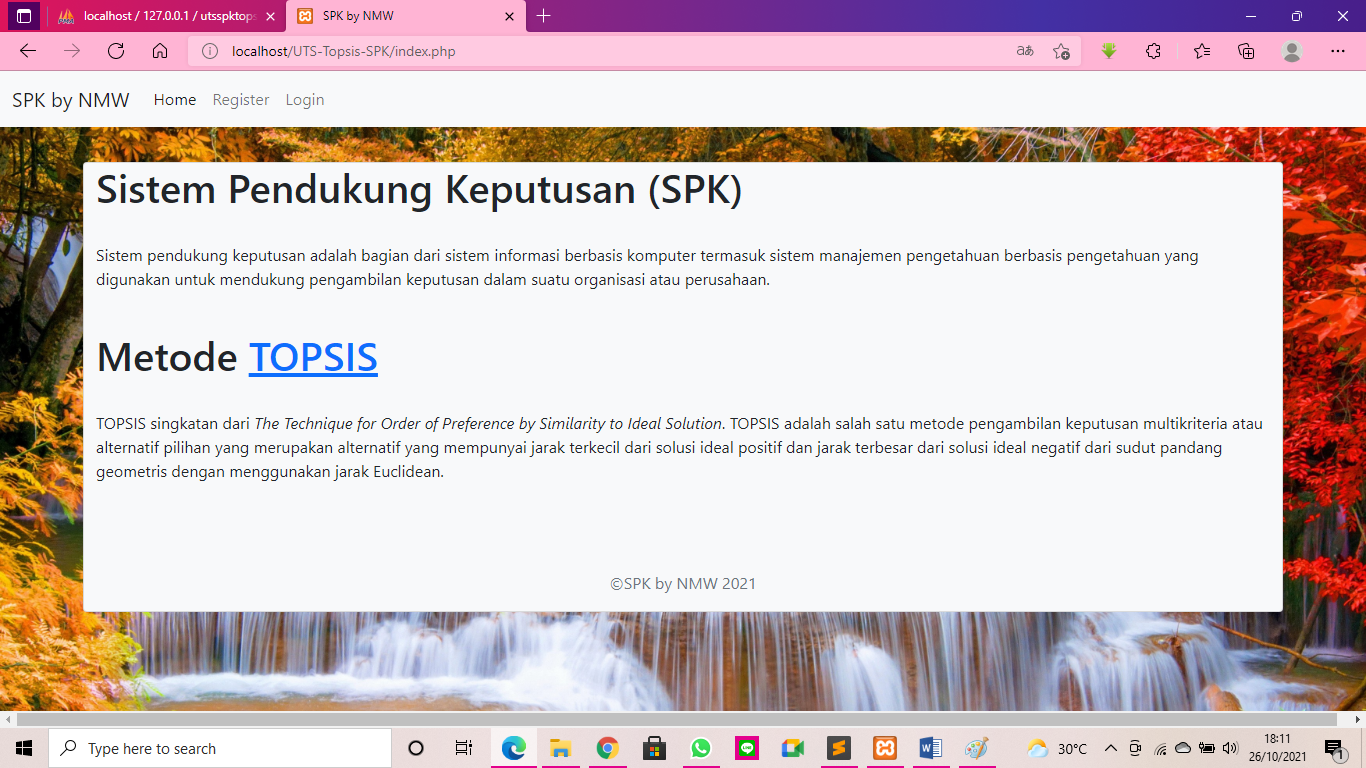 localhost / 127.0.0.1 / utsspktops
SPK by NMW
localhost/UTS-Topsis-SPK/index.php
SPK by NMW Home Register Login
Sistem Pendukung Keputusan (SPK)
Sistem pendukung keputusan adalah bagian dari sistem informasi berbasis komputer termasuk sistem manajemen pengetahuan berbasis pengetahuan yang
digunakan untuk mendukung pengambilan keputusan dalam suatu organisasi atau perusahaan.
Metode TOPSIS
TOPSIS singkatan dari The Technique for Order of Preference by Similarity to Ideal Solution. TOPSIS adalah salah satu metode pengambilan keputusan multikriteria atau
alternatif pilihan yang merupakan alternatif yang mempunyai jarak terkecil dari solusi ideal positif dan jarak terbesar dari solusi ideal negatif dari sudut pandang
geometris dengan menggunakan jarak Euclidean.
©SPK by NMW 2021
Type here to search
30°C
18:11
26/10/2021
1